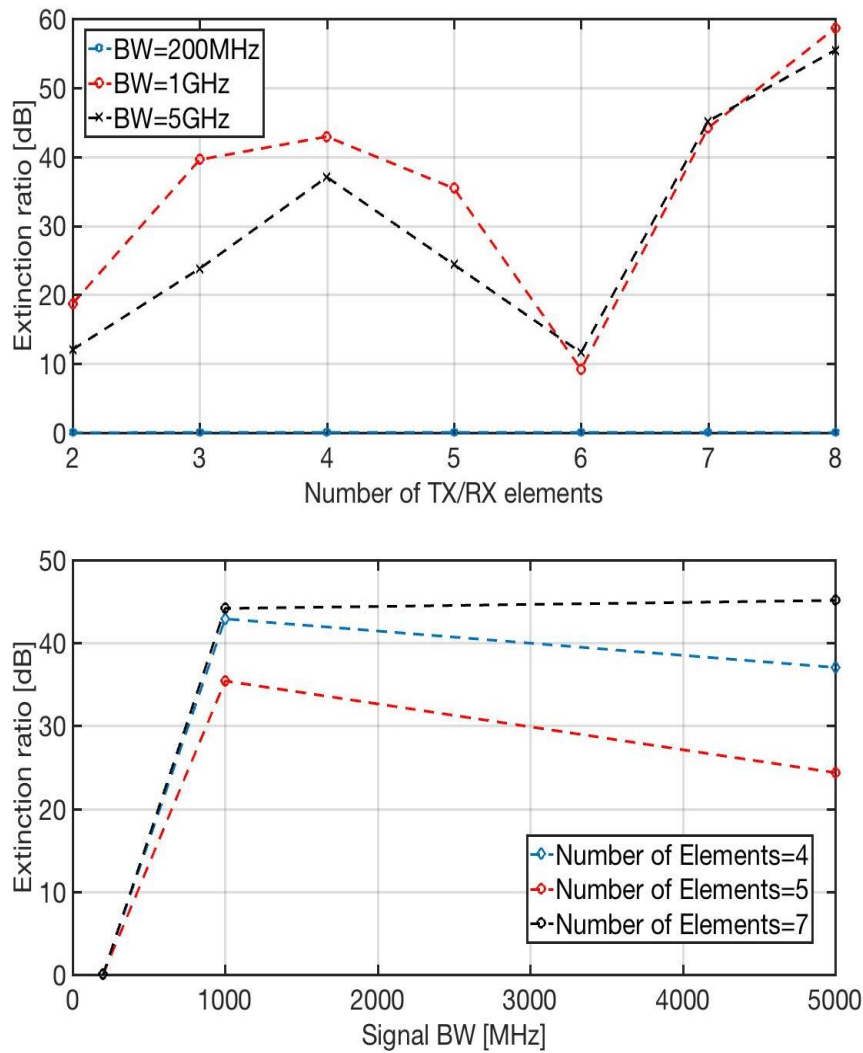 60
50
40
30
20
10
0
Extinction ratio [dB]
BW=200MHz
BW=1GHz
BW=5GHz
2 3 4 5 6 7 8
Number of TX/RX elements
50
40
30
20
10
0
Extinction ratio [dB]
Number of Elements=4
Number of Elements=5
Number of Elements=7
0 1000 2000 3000 4000 5000
Signal BW [MHz]